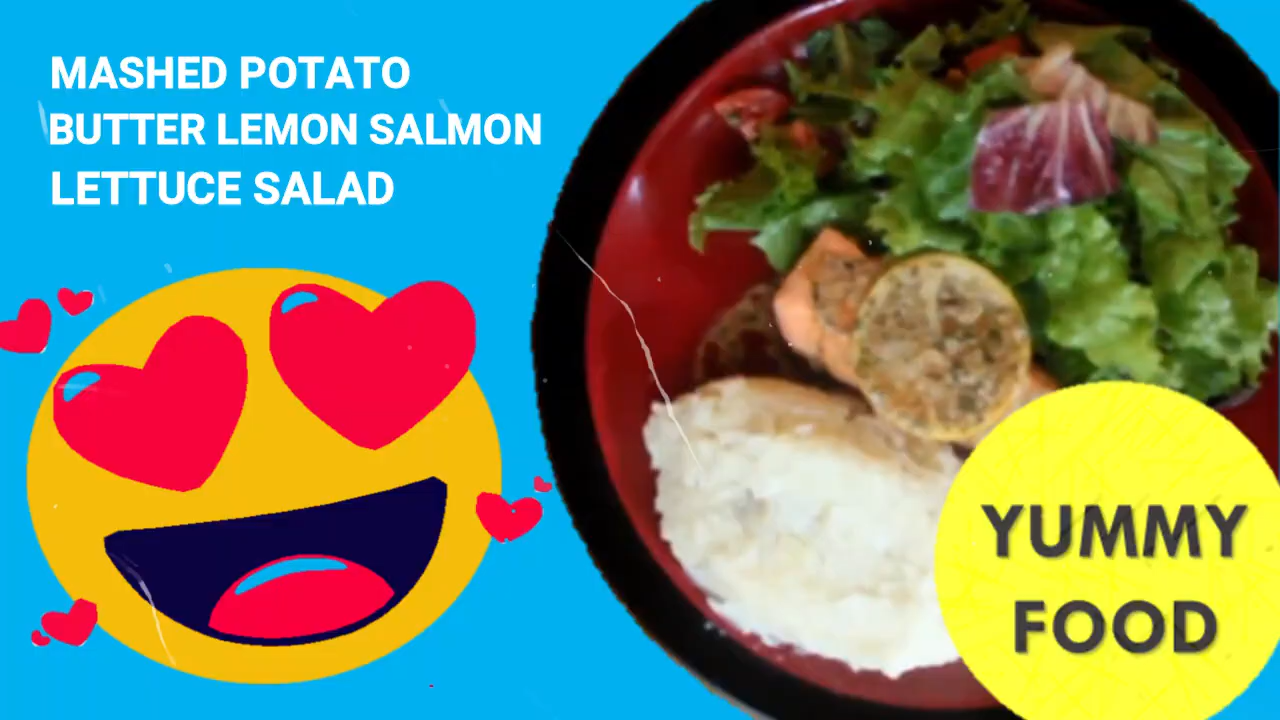 MASHED POTATO
BUTTER LEMON SALMON
LETTUCE SALAD
YUMMY
FOOD